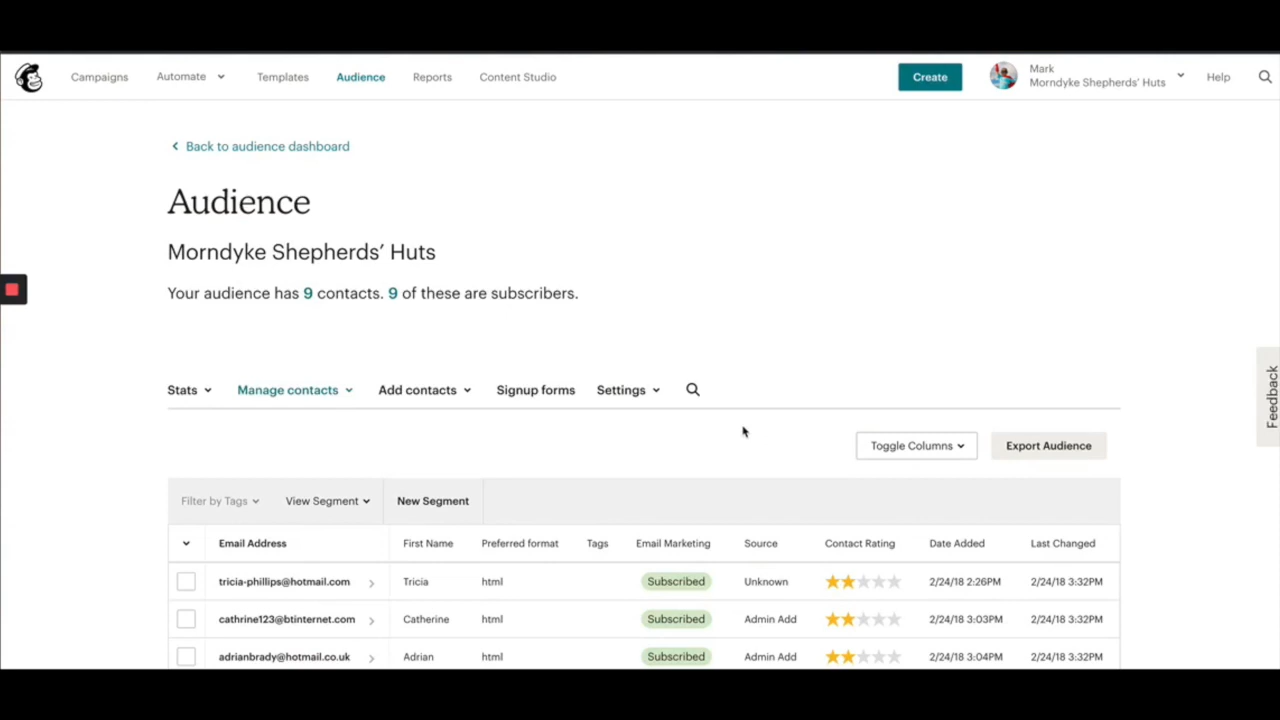 Campaigns Automate Templates Audience Reports Content Studio Create Mark Help
Morndyke Shepherds' Huts
Back to audience dashboard
Audience
Morndyke Shepherds' Huts
Your audience has 9 contacts. 9 of these are subscribers.
Feedback
Stats Manage contacts Add contacts Signup forms Settings
Toggle Columns Export Audience
Filter by Tags View Segment New Segment
Email Address First Name Preferred format Tags Email Marketing Source Contact Rating Date Added Last Changed
tricia-phillips@hotmail.com Tricia html Subscribed Unknown 2/24/18 2:26PM 2/24/18 3:32PM
cathrine123@btinternet.com Catherine html Subscribed Admin Add 2/24/18 3:03PM 2/24/18 3:32PM
adrianbrady@hotmail.co.uk Adrian html Subscribed Admin Add 2/24/18 3:04PM 2/24/18 3:32PM